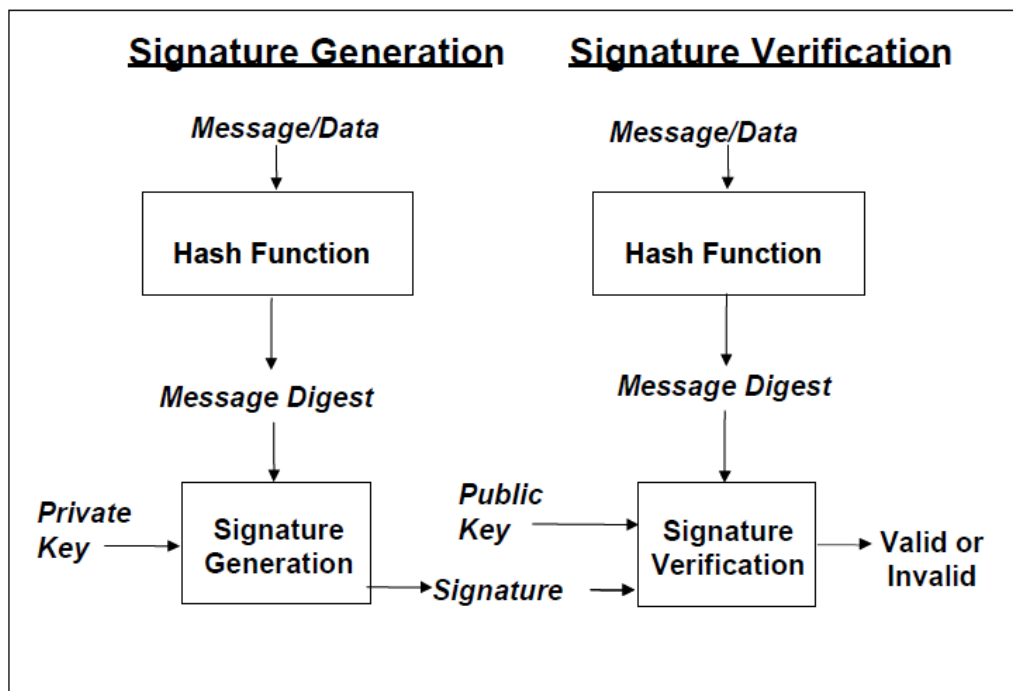 Signature Generation
Message/Data
Hash Function
Message Digest
Private
Key
Signature
Generation
Signature
Signature Verification
Message/Data
Hash Function
Message Digest
Public
Key
Signature
Verification
Valid or
Invalid